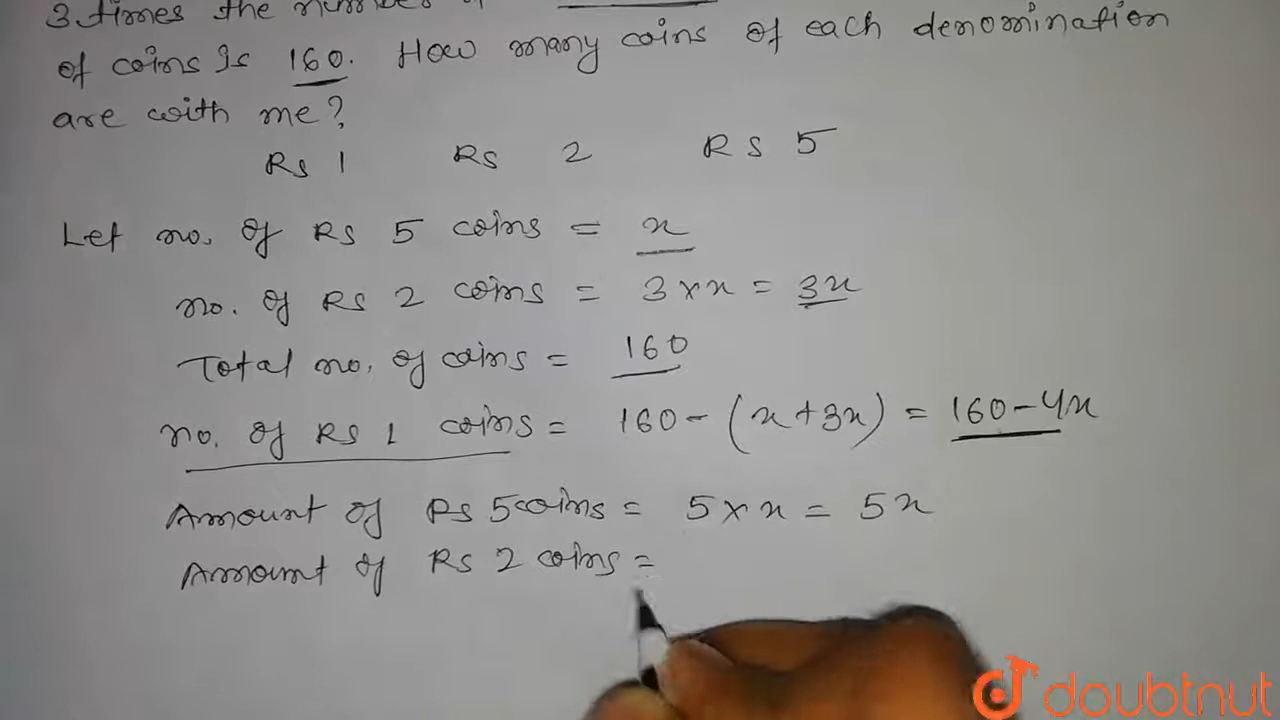 3 times the number
of coins is 160. How many coins of each denomination
are with me?
Rs 1 Rs 2 Rs 5
Let no. of Rs 5 coins = x
no. of Rs 2 coins = 3×x = 3x
Total no. of coins = 160
no. of Rs 1 coins = 160-(x+3x) = 160-4x
Amount of Rs 5 coins = 5×x = 5x
Amount of Rs 2 coins =
doubtnut